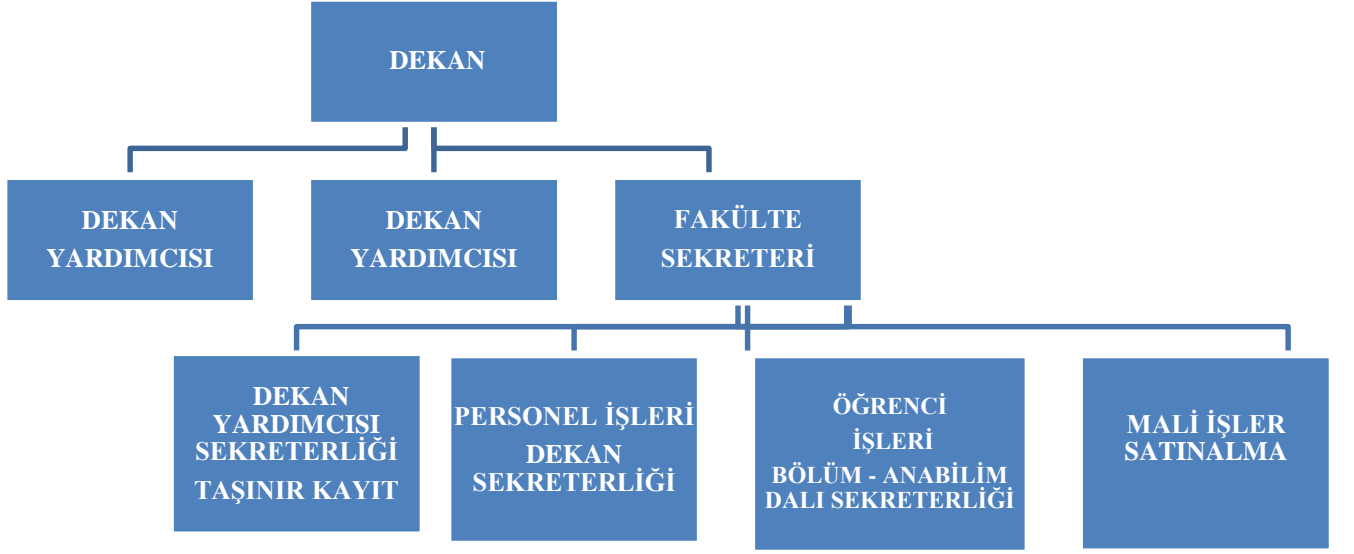 DEKAN
DEKAN
YARDIMCISI
DEKAN
YARDIMCISI
FAKÜLTE
SEKRETERİ
DEKAN
YARDIMCISI
SEKRETERLİĞİ
TAŞINIR KAYIT
PERSONEL İŞLERİ
DEKAN
SEKRETERLİĞİ
ÖĞRENCİ
İŞLERİ
BÖLÜM - ANABİLİM
DALI SEKRETERLİĞİ
MALİ İŞLER
SATINALMA